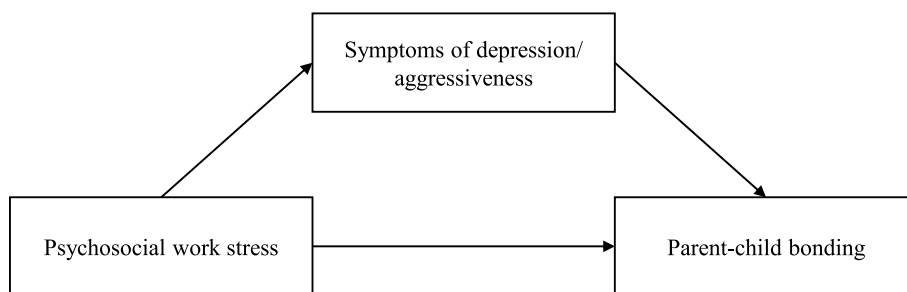 Symptoms of depression/
aggressiveness
Psychosocial work stress
Parent-child bonding